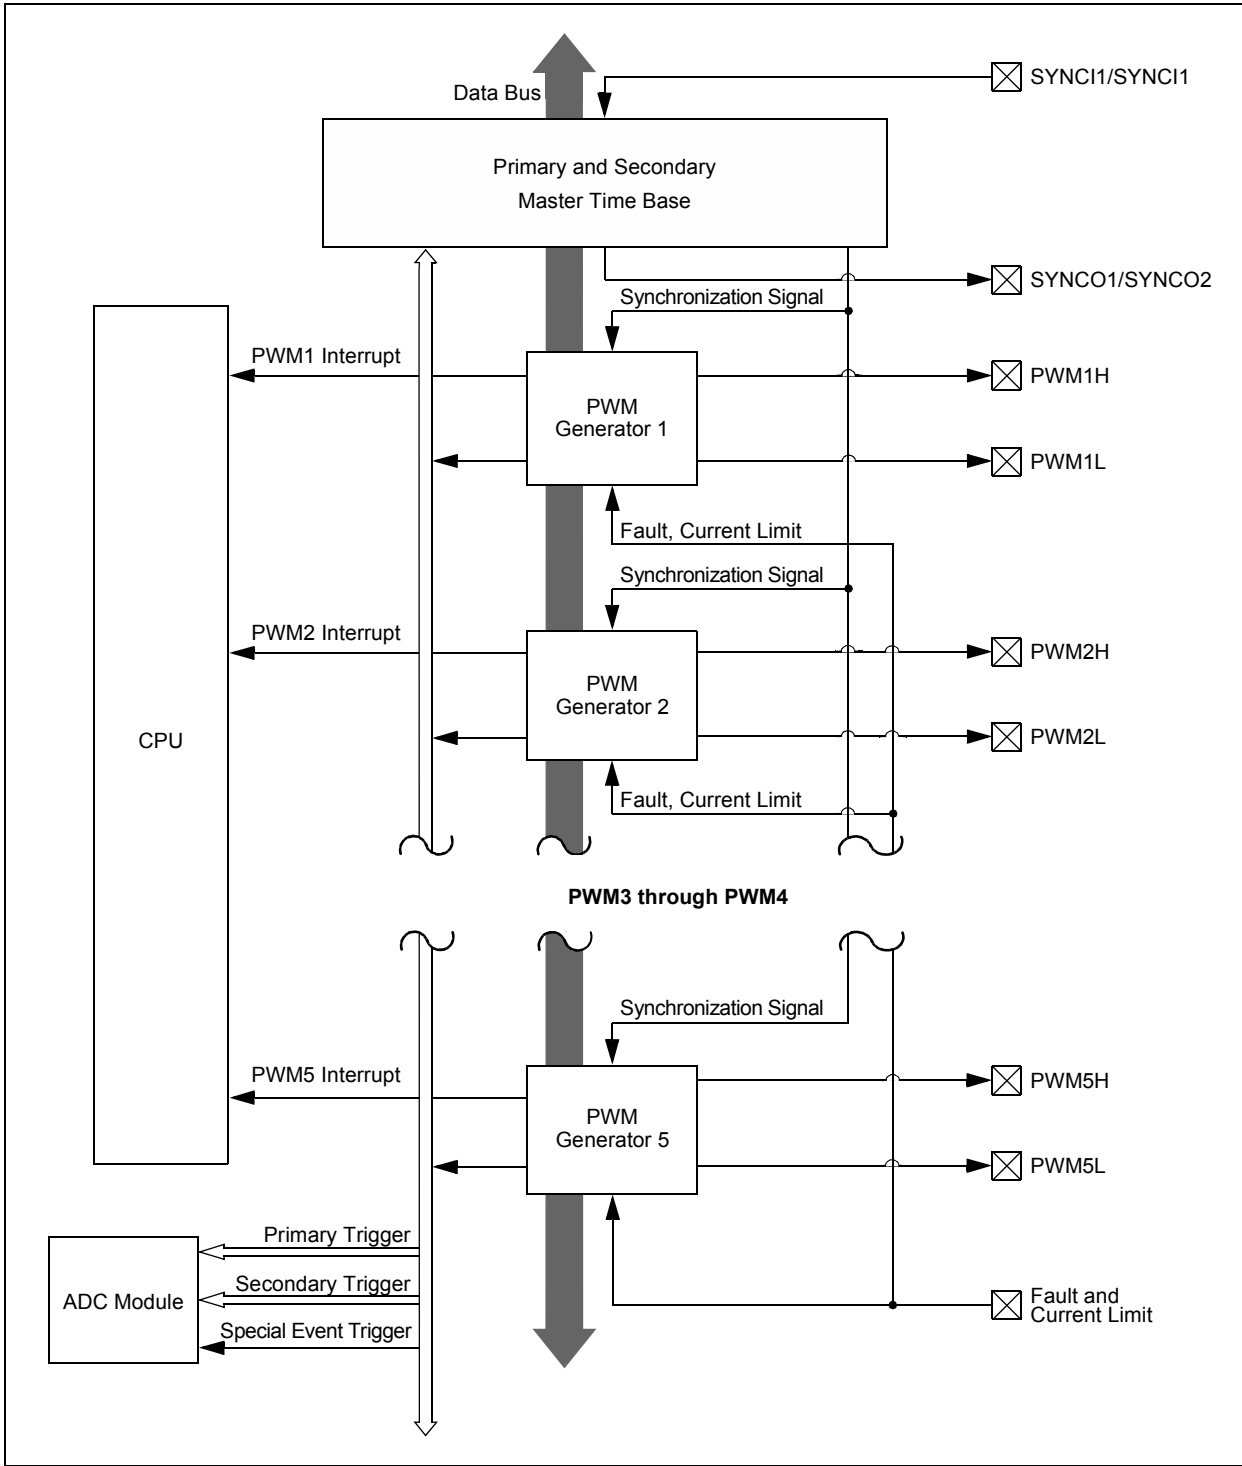 SYNCI1/SYNCI1
Data Bus
Primary and Secondary
Master Time Base
SYNCO1/SYNCO2
Synchronization Signal
PWM1 Interrupt
PWM1H
PWM
Generator 1
PWM1L
Fault, Current Limit
Synchronization Signal
PWM2 Interrupt
PWM2H
PWM
Generator 2
CPU
PWM2L
Fault, Current Limit
PWM3 through PWM4
Synchronization Signal
PWM5 Interrupt
PWM5H
PWM
Generator 5
PWM5L
Primary Trigger
Secondary Trigger
ADC Module
Special Event Trigger
Fault and
Current Limit